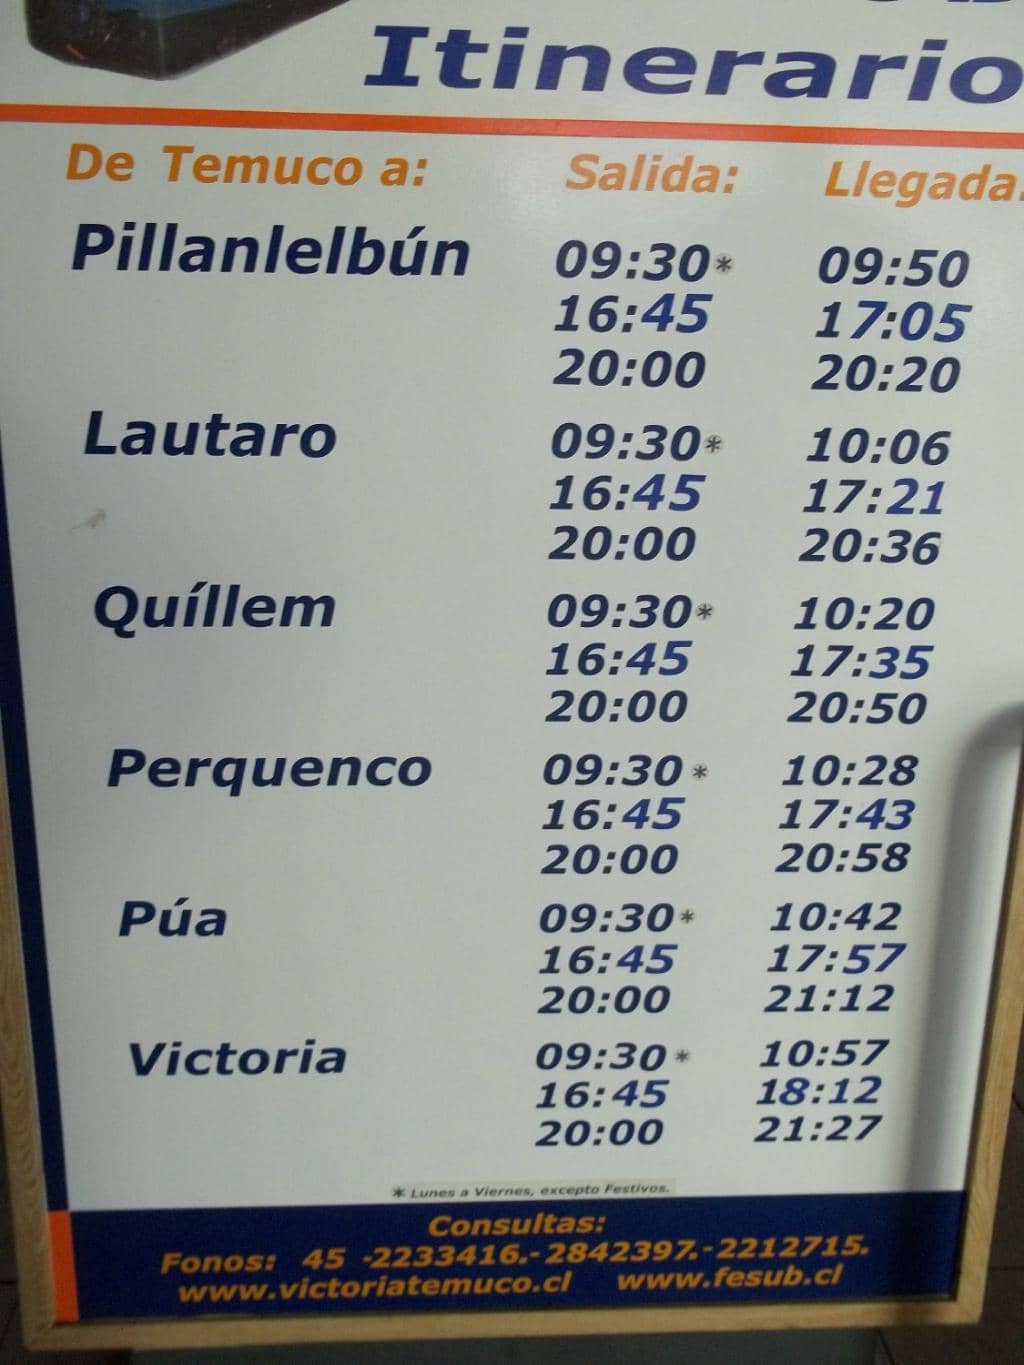 Itinerario
De Temuco a: Salida: Llegada:
Pillanlelbún 09:30* 09:50
16:45 17:05
20:00 20:20
Lautaro 09:30* 10:06
16:45 17:21
20:00 20:36
Quíllem 09:30* 10:20
16:45 17:35
20:00 20:50
Perquenco 09:30* 10:28
16:45 17:43
20:00 20:58
Púa 09:30* 10:42
16:45 17:57
20:00 21:12
Victoria 09:30* 10:57
16:45 18:12
20:00 21:27
* Lunes a Viernes, excepto Festivos.
Consultas:
Fonos: 45 -2233416.-2842397.-2212715.
www.victoriatemuco.cl www.fesub.cl